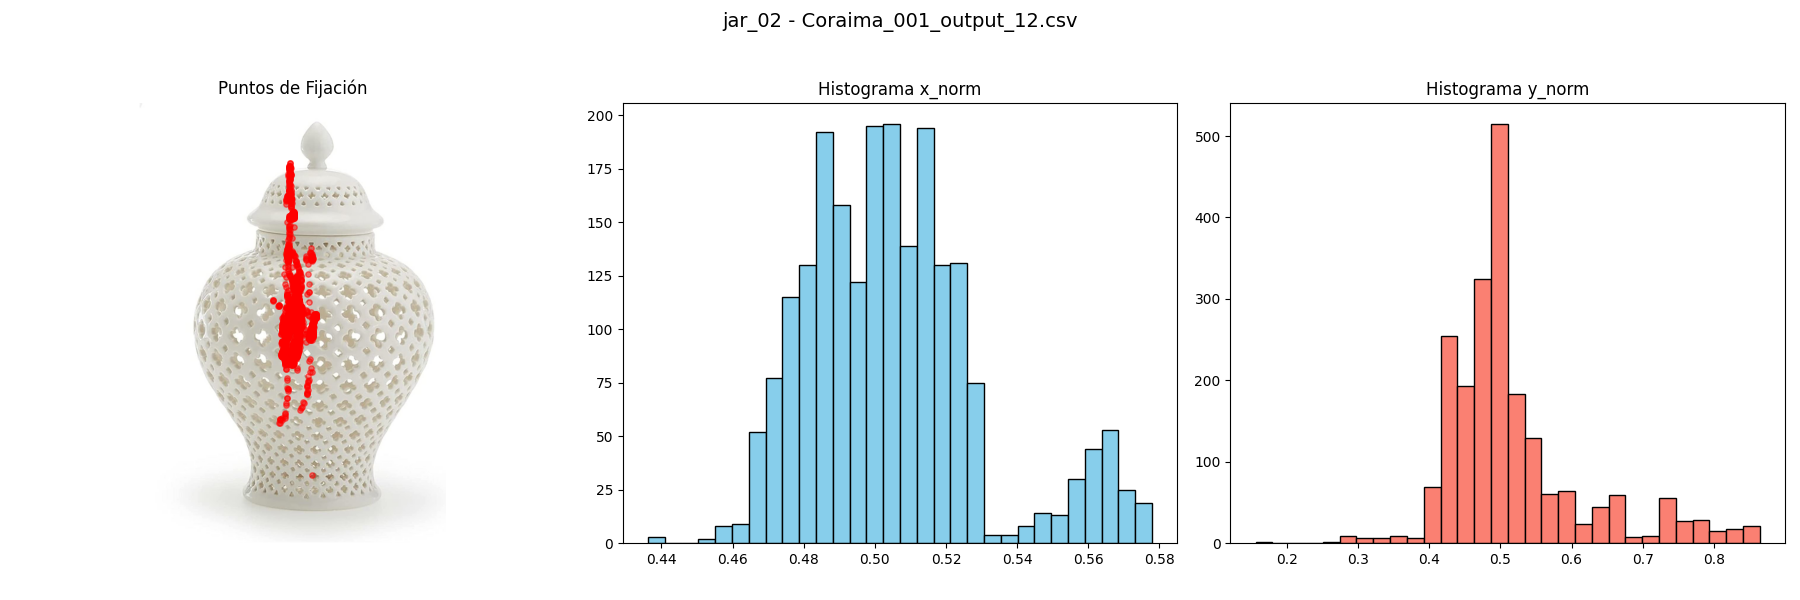 jar_02 - Coraima_001_output_12.csv
Puntos de Fijación
Histograma x_norm
200
175
150
125
100
75
50
25
0
0.44 0.46 0.48 0.50 0.52 0.54 0.56 0.58
Histograma y_norm
500
400
300
200
100
0
0.2 0.3 0.4 0.5 0.6 0.7 0.8